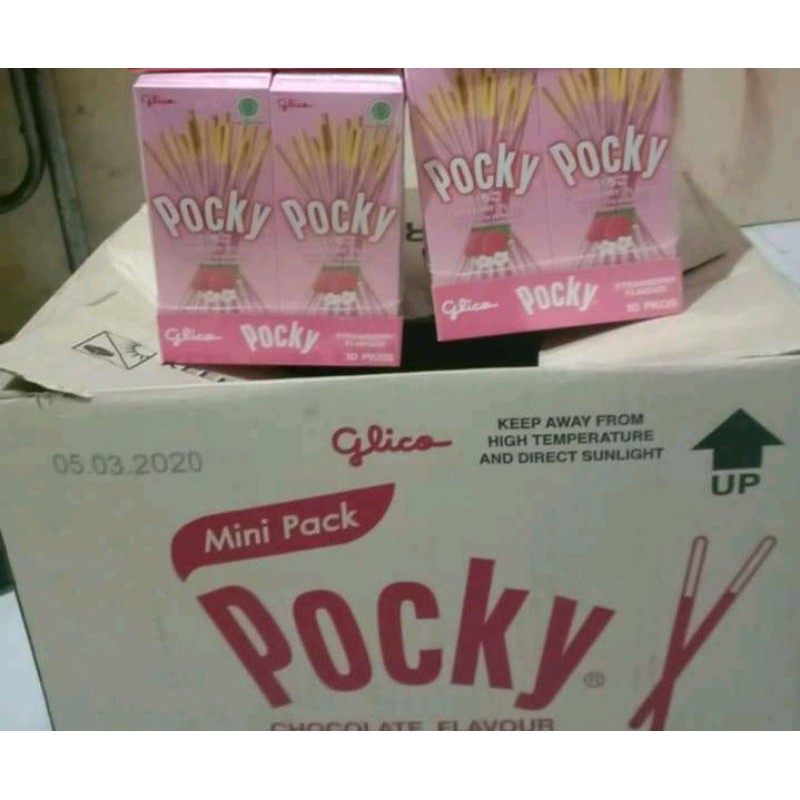 Glico
Glico
Pocky
Pocky
Pocky
Pocky
Glico
Pocky
STRAWBERRY
FLAVOUR
10 PKGS
Glico
Pocky
STRAWBERRY
FLAVOUR
10 PKGS
05.03.2020
Glico
KEEP AWAY FROM
HIGH TEMPERATURE
AND DIRECT SUNLIGHT
UP
Mini Pack
Pocky®
CHOCOLATE FLAVOUR